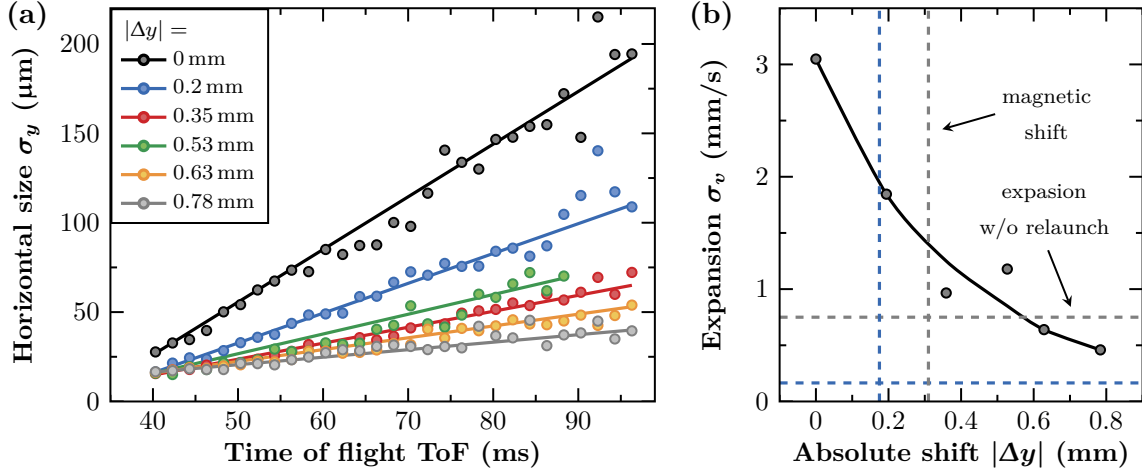 (a)
Horizontal size σy (µm)
200
150
100
50
0
|Δy| =
0 mm
0.2 mm
0.35 mm
0.53 mm
0.63 mm
0.78 mm
40
50
60
70
80
90
Time of flight ToF (ms)
(b)
Expansion σv (mm/s)
3
2
1
0
magnetic
shift
expasion
w/o relaunch
0
0.2
0.4
0.6
0.8
Absolute shift |Δy| (mm)